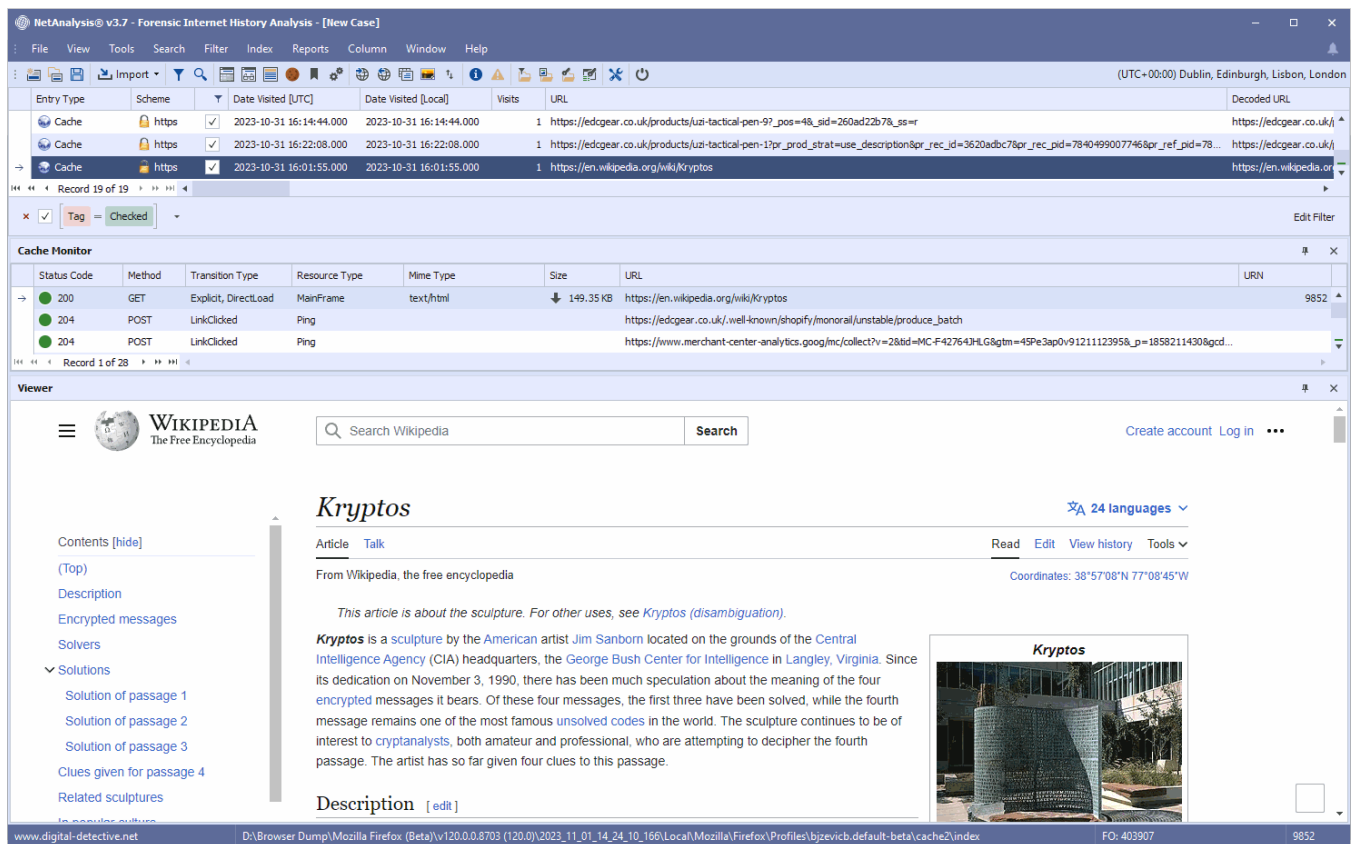 NetAnalysis® v3.7 - Forensic Internet History Analysis - [New Case]
File View Tools Search Filter Index Reports Column Window Help
Import (UTC+00:00) Dublin, Edinburgh, Lisbon, London
Entry Type Scheme Date Visited [UTC] Date Visited [Local] Visits URL Decoded URL
Cache https 2023-10-31 16:14:44.000 2023-10-31 16:14:44.000 1 https://edcgear.co.uk/products/uzi-tactical-pen-9?_pos=4&_sid=260ad22b7&_ss=r https://edcgear.co.uk/
Cache https 2023-10-31 16:22:08.000 2023-10-31 16:22:08.000 1 https://edcgear.co.uk/products/uzi-tactical-pen-1?pr_prod_strat=use_description&pr_rec_id=3620adbc7&pr_rec_pid=7840499007746&pr_ref_pid=78... https://edcgear.co.uk/
Cache https 2023-10-31 16:01:55.000 2023-10-31 16:01:55.000 1 https://en.wikipedia.org/wiki/Kryptos https://en.wikipedia.or
Record 19 of 19
Tag = Checked Edit Filter
Cache Monitor
Status Code Method Transition Type Resource Type Mime Type Size URL URN
200 GET Explicit, DirectLoad MainFrame text/html 149.35 KB https://en.wikipedia.org/wiki/Kryptos 9852
204 POST LinkClicked Ping https://edcgear.co.uk/.well-known/shopify/monorail/unstable/produce_batch
204 POST LinkClicked Ping https://www.merchant-center-analytics.goog/mc/collect?v=2&tid=MC-F42764JHLG&gtm=45Pe3ap0v9121112395&_p=1858211430&gcd...
Record 1 of 28
Viewer
WIKIPEDIA
The Free Encyclopedia
Search Wikipedia Search Create account Log in
Kryptos 24 languages
Contents [hide]
(Top)
Description
Encrypted messages
Solvers
Solutions
Solution of passage 1
Solution of passage 2
Solution of passage 3
Clues given for passage 4
Related sculptures
In popular culture
Article Talk Read Edit View history Tools
From Wikipedia, the free encyclopedia Coordinates: 38°57′08″N 77°08′45″W
This article is about the sculpture. For other uses, see Kryptos (disambiguation).
Kryptos is a sculpture by the American artist Jim Sanborn located on the grounds of the Central
Intelligence Agency (CIA) headquarters, the George Bush Center for Intelligence in Langley, Virginia. Since
its dedication on November 3, 1990, there has been much speculation about the meaning of the four
encrypted messages it bears. Of these four messages, the first three have been solved, while the fourth
message remains one of the most famous unsolved codes in the world. The sculpture continues to be of
interest to cryptanalysts, both amateur and professional, who are attempting to decipher the fourth
passage. The artist has so far given four clues to this passage.
Kryptos
Description [ edit ]
www.digital-detective.net D:\Browser Dump\Mozilla Firefox (Beta)\v120.0.0.8703 (120.0)\2023_11_01_14_24_10_166\Local\Mozilla\Firefox\Profiles\bjzevicb.default-beta\cache2\index FO: 403907 9852